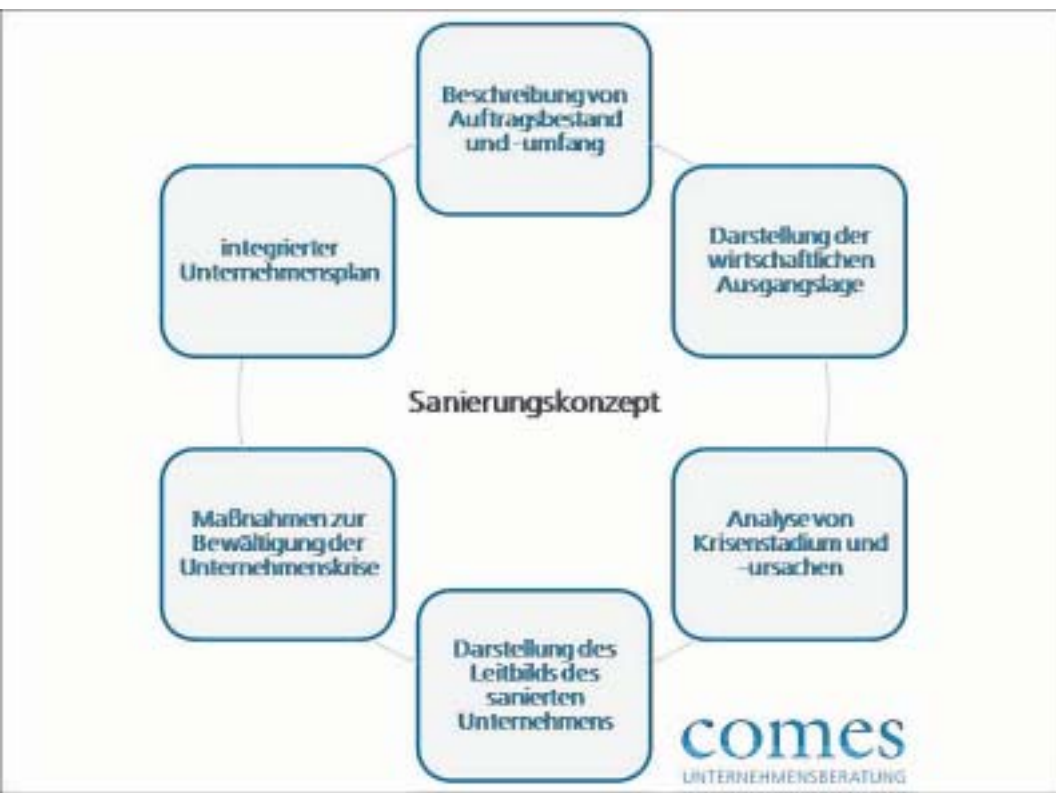 Beschreibung von
Auftragsbestand
und -umfang
Darstellung der
wirtschaftlichen
Ausgangslage
Analyse von
Krisenstadium und
-ursachen
Darstellung des
Leitbilds des
sanierten
Unternehmens
Maßnahmen zur
Bewältigung der
Unternehmenskrise
integrierter
Unternehmensplan
Sanierungskonzept
comes
UNTERNEHMENSBERATUNG